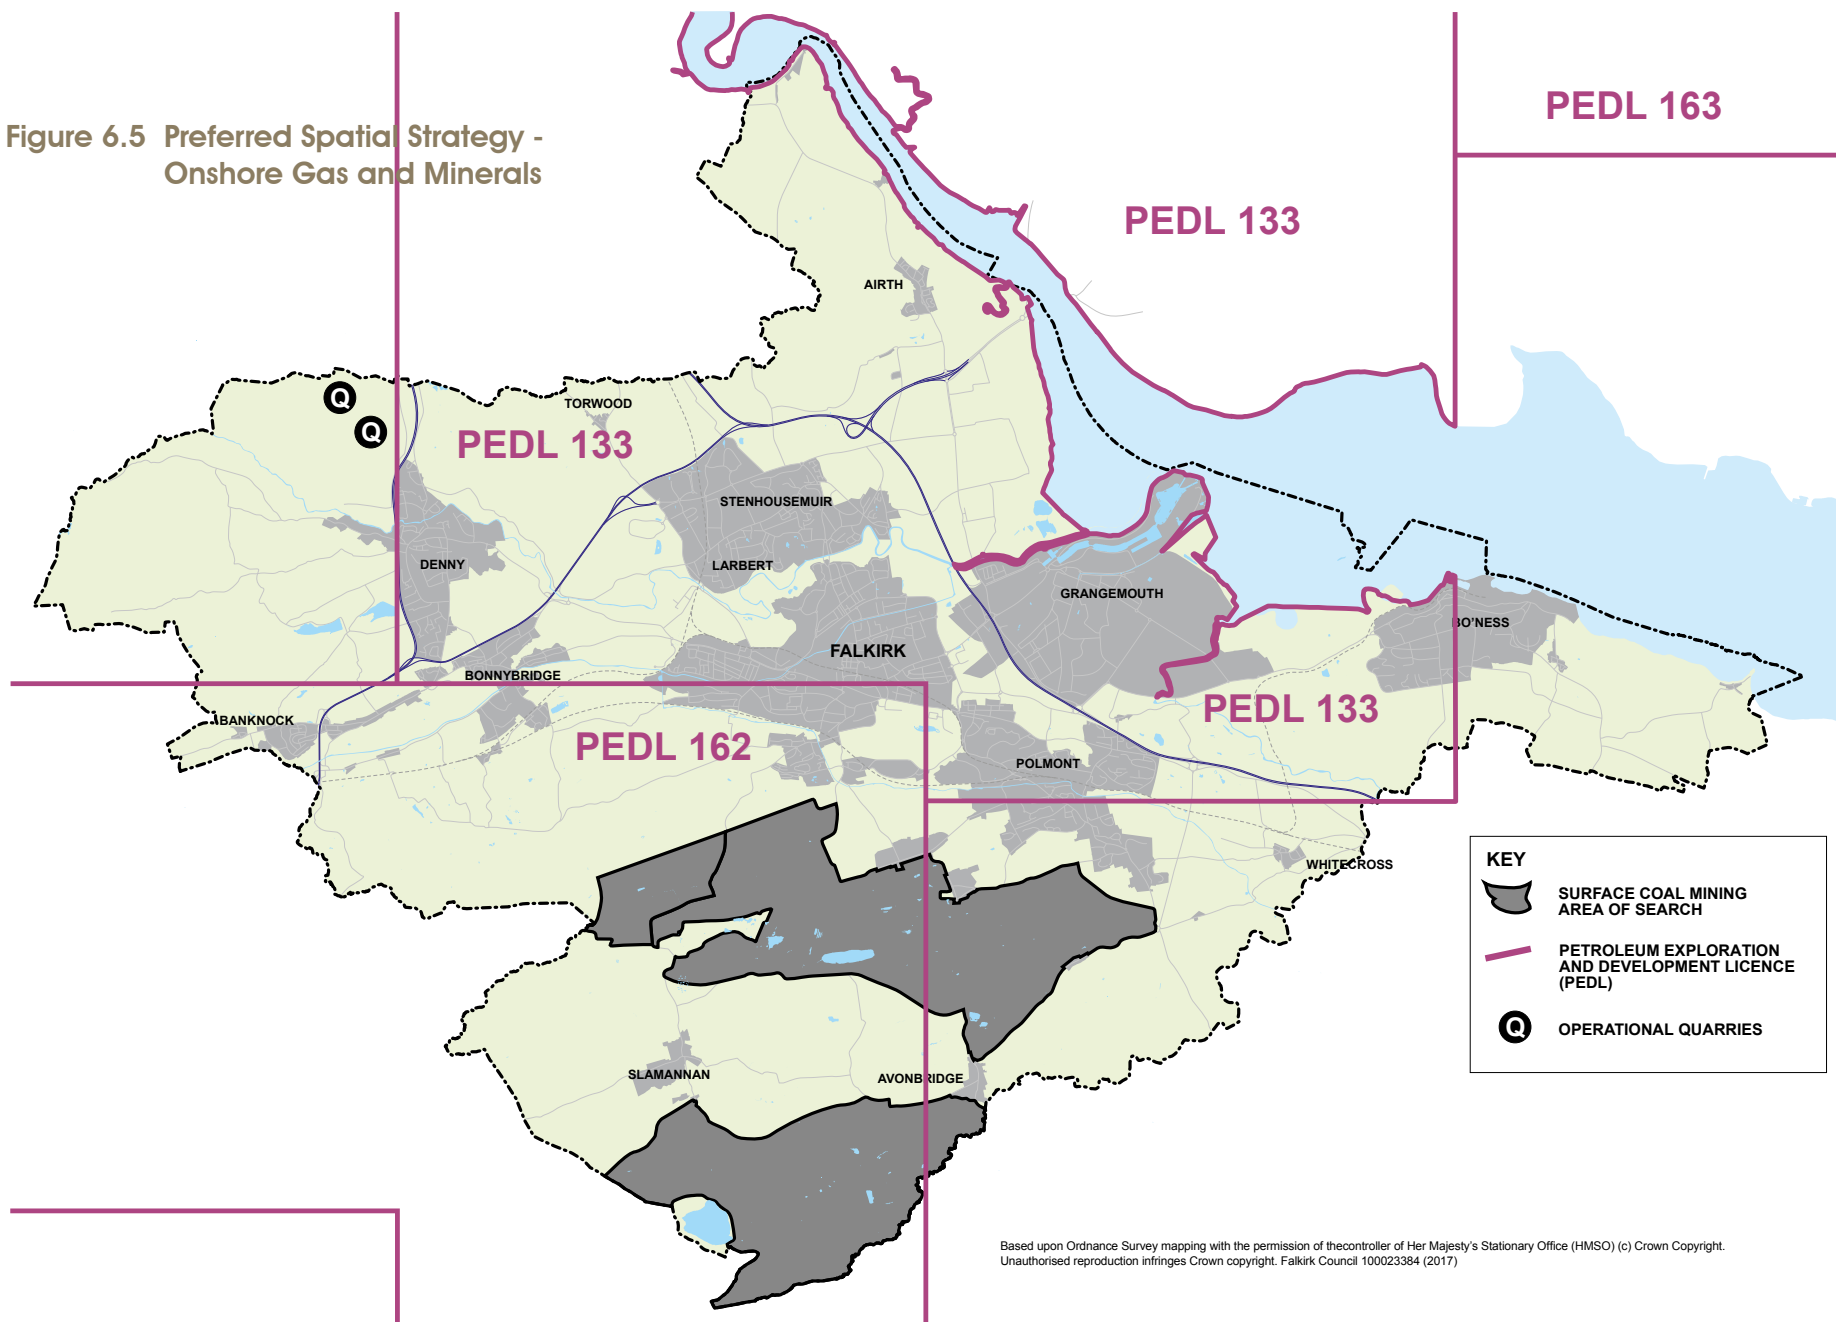 Figure 6.5 Preferred Spatial Strategy -
Onshore Gas and Minerals
PEDL 163
PEDL 133
AIRTH
TORWOOD
Q
Q
PEDL 133
STENHOUSEMUIR
DENNY
LARBERT
GRANGEMOUTH
BO'NESS
FALKIRK
BONNYBRIDGE
PEDL 133
BANKNOCK
PEDL 162
POLMONT
WHITECROSS
SLAMANNAN
AVONBRIDGE
KEY
SURFACE COAL MINING
AREA OF SEARCH
PETROLEUM EXPLORATION
AND DEVELOPMENT LICENCE
(PEDL)
Q OPERATIONAL QUARRIES
Based upon Ordnance Survey mapping with the permission of thecontroller of Her Majesty's Stationary Office (HMSO) (c) Crown Copyright.
Unauthorised reproduction infringes Crown copyright. Falkirk Council 100023384 (2017)